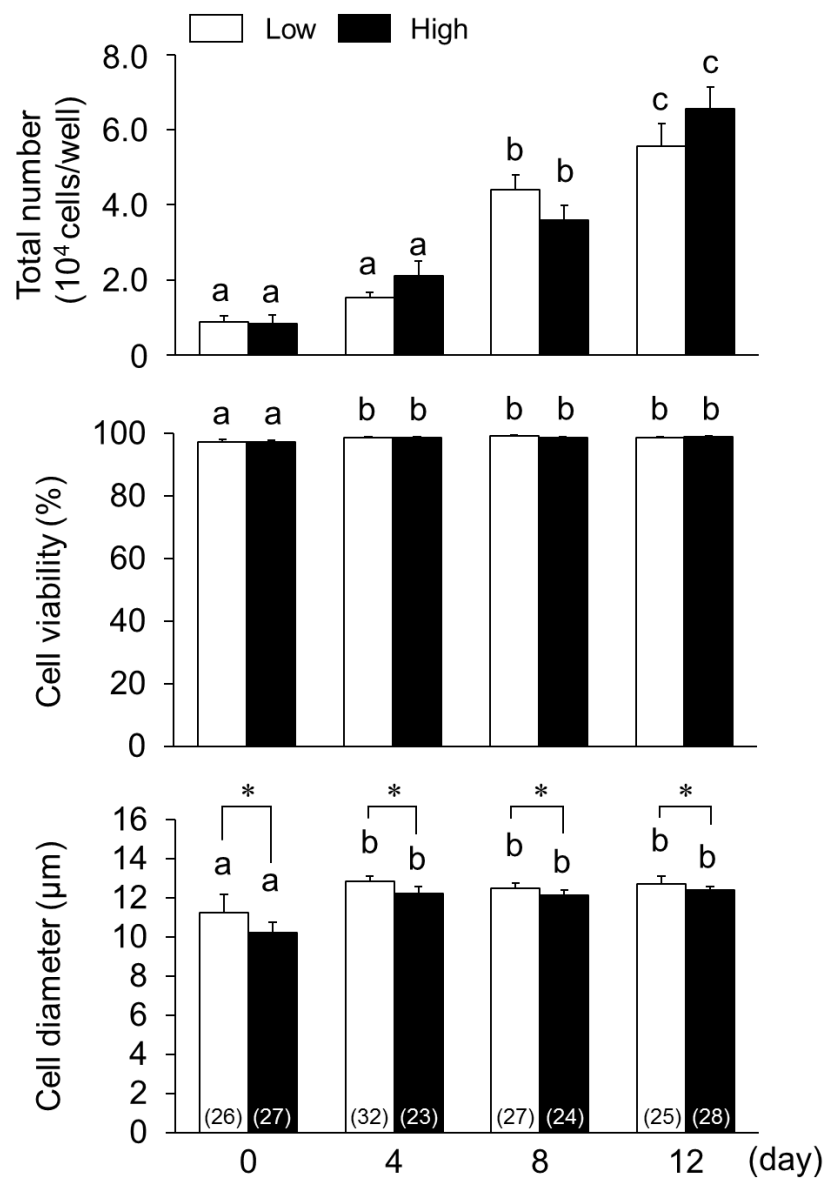 Low High
Total number
(10⁴ cells/well)
8.0
6.0
4.0
2.0
0
a a a a b b c c
Cell viability (%)
100
80
60
40
20
0
a a b b b b b b
Cell diameter (µm)
16
14
12
10
8
6
4
2
0
* * * *
a a b b b b b b
(26) (27) (32) (23) (27) (24) (25) (28)
0 4 8 12 (day)